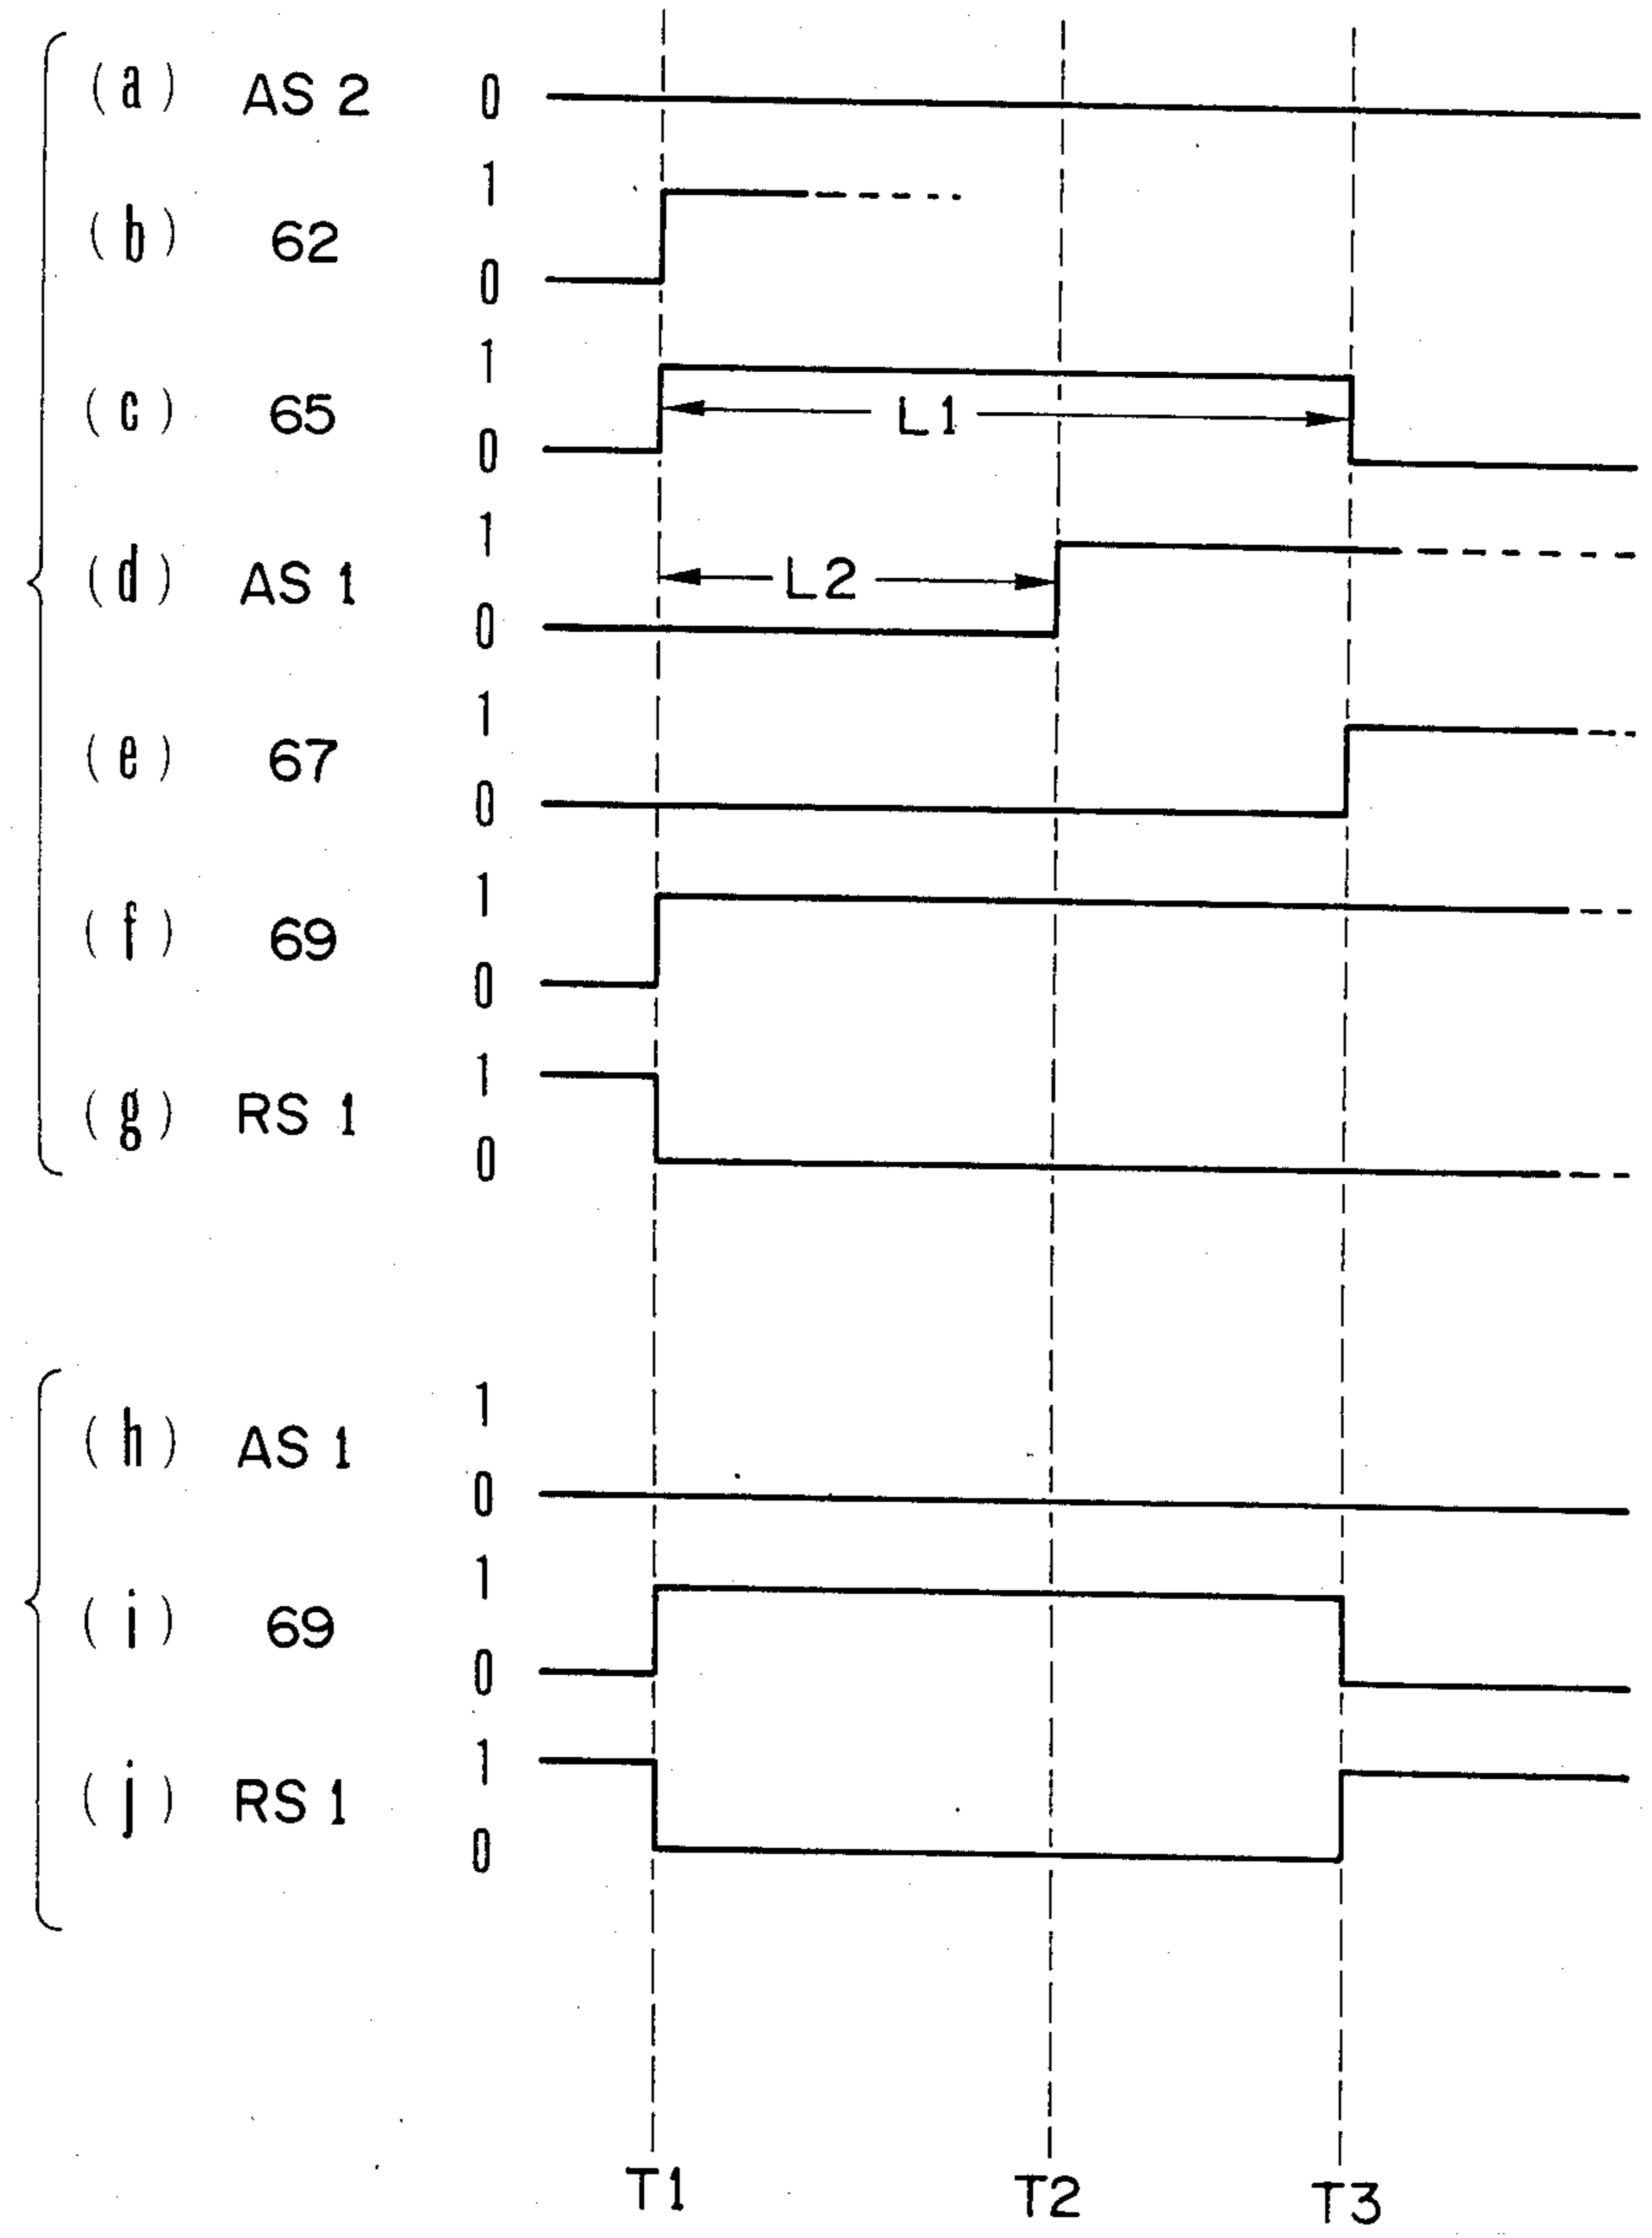 (a) AS 2 0
1
(b) 62
0
1
(c) 65 L1
0
1
(d) AS 1 L2
0
1
(e) 67
0
1
(f) 69
0
1
(g) RS 1
0
1
(h) AS 1
0
1
(i) 69
0
1
(j) RS 1
0
T1 T2 T3